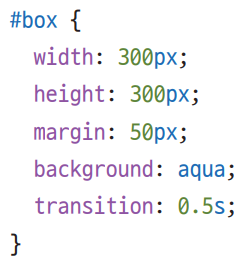 #box {
  width: 300px;
  height: 300px;
  margin: 50px;
  background: aqua;
  transition: 0.5s;
}